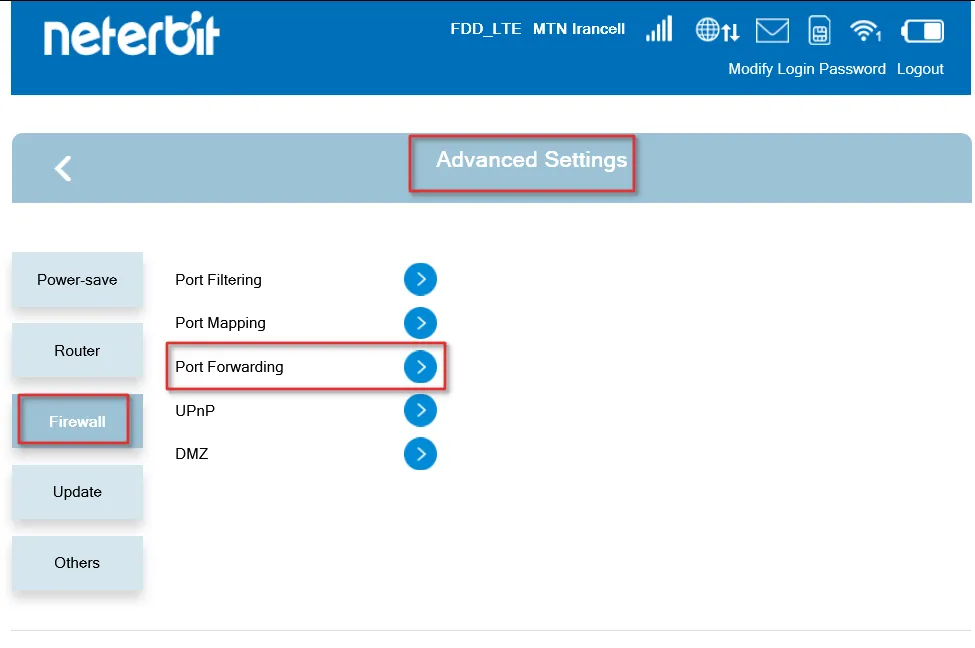 neterbit
FDD_LTE MTN Irancell
1
Modify Login Password Logout
Advanced Settings
Power-save
Port Filtering
Port Mapping
Router
Port Forwarding
Firewall
UPnP
DMZ
Update
Others